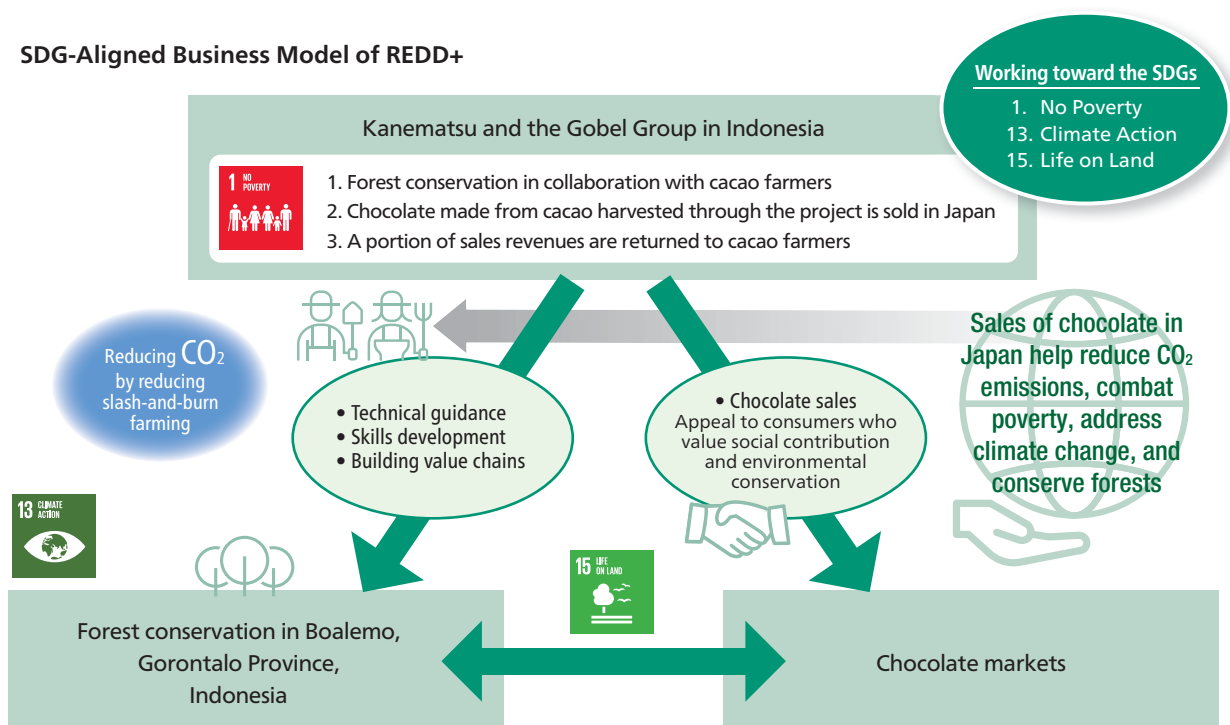 SDG-Aligned Business Model of REDD+
Working toward the SDGs
1. No Poverty
13. Climate Action
15. Life on Land
Kanematsu and the Gobel Group in Indonesia
1 NO
POVERTY
1. Forest conservation in collaboration with cacao farmers
2. Chocolate made from cacao harvested through the project is sold in Japan
3. A portion of sales revenues are returned to cacao farmers
Reducing CO₂
by reducing
slash-and-burn
farming
• Technical guidance
• Skills development
• Building value chains
• Chocolate sales
Appeal to consumers who
value social contribution
and environmental
conservation
Sales of chocolate in
Japan help reduce CO₂
emissions, combat
poverty, address
climate change, and
conserve forests
13 CLIMATE
ACTION
15 LIFE
ON LAND
Forest conservation in Boalemo,
Gorontalo Province,
Indonesia
Chocolate markets